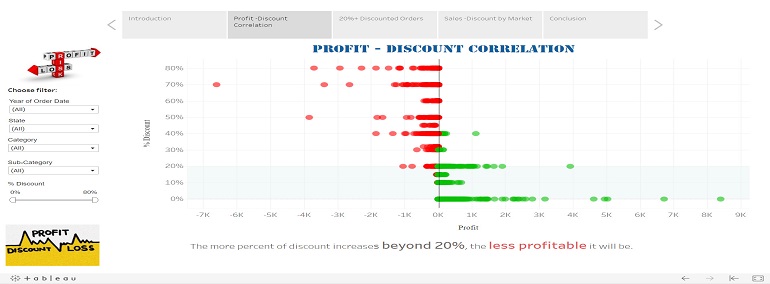 Introduction
Profit -Discount
Correlation
20%+ Discounted Orders
Sales -Discount by Market
Conclusion
PROFIT - DISCOUNT CORRELATION
PROFIT
RISK
LOSS
Choose filter:
Year of Order Date
(All)
State
(All)
Category
(All)
Sub-Category
(All)
% Discount
0% 80%
PROFIT
DISCOUNT LOSS
% Discount
80%
70%
60%
50%
40%
30%
20%
10%
0%
-7K -6K -5K -4K -3K -2K -1K 0K 1K 2K 3K 4K 5K 6K 7K 8K 9K
Profit
The more percent of discount increases beyond 20%, the less profitable it will be.
+ableau